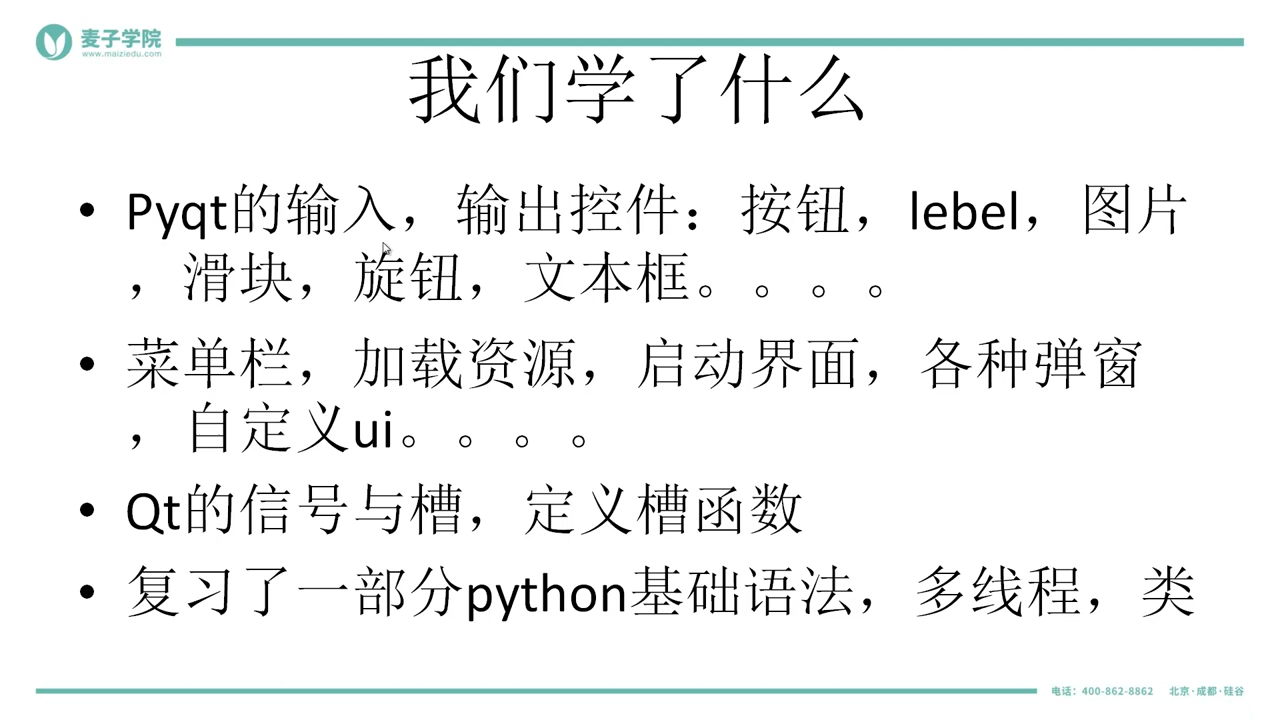 麦子学院
www.maiziedu.com
我们学了什么
• Pyqt的输入，输出控件：按钮，lebel，图片
，滑块，旋钮，文本框。。。。
• 菜单栏，加载资源，启动界面，各种弹窗
，自定义ui。。。。
• Qt的信号与槽，定义槽函数
• 复习了一部分python基础语法，多线程，类
电话：400-862-8862 北京·成都·硅谷